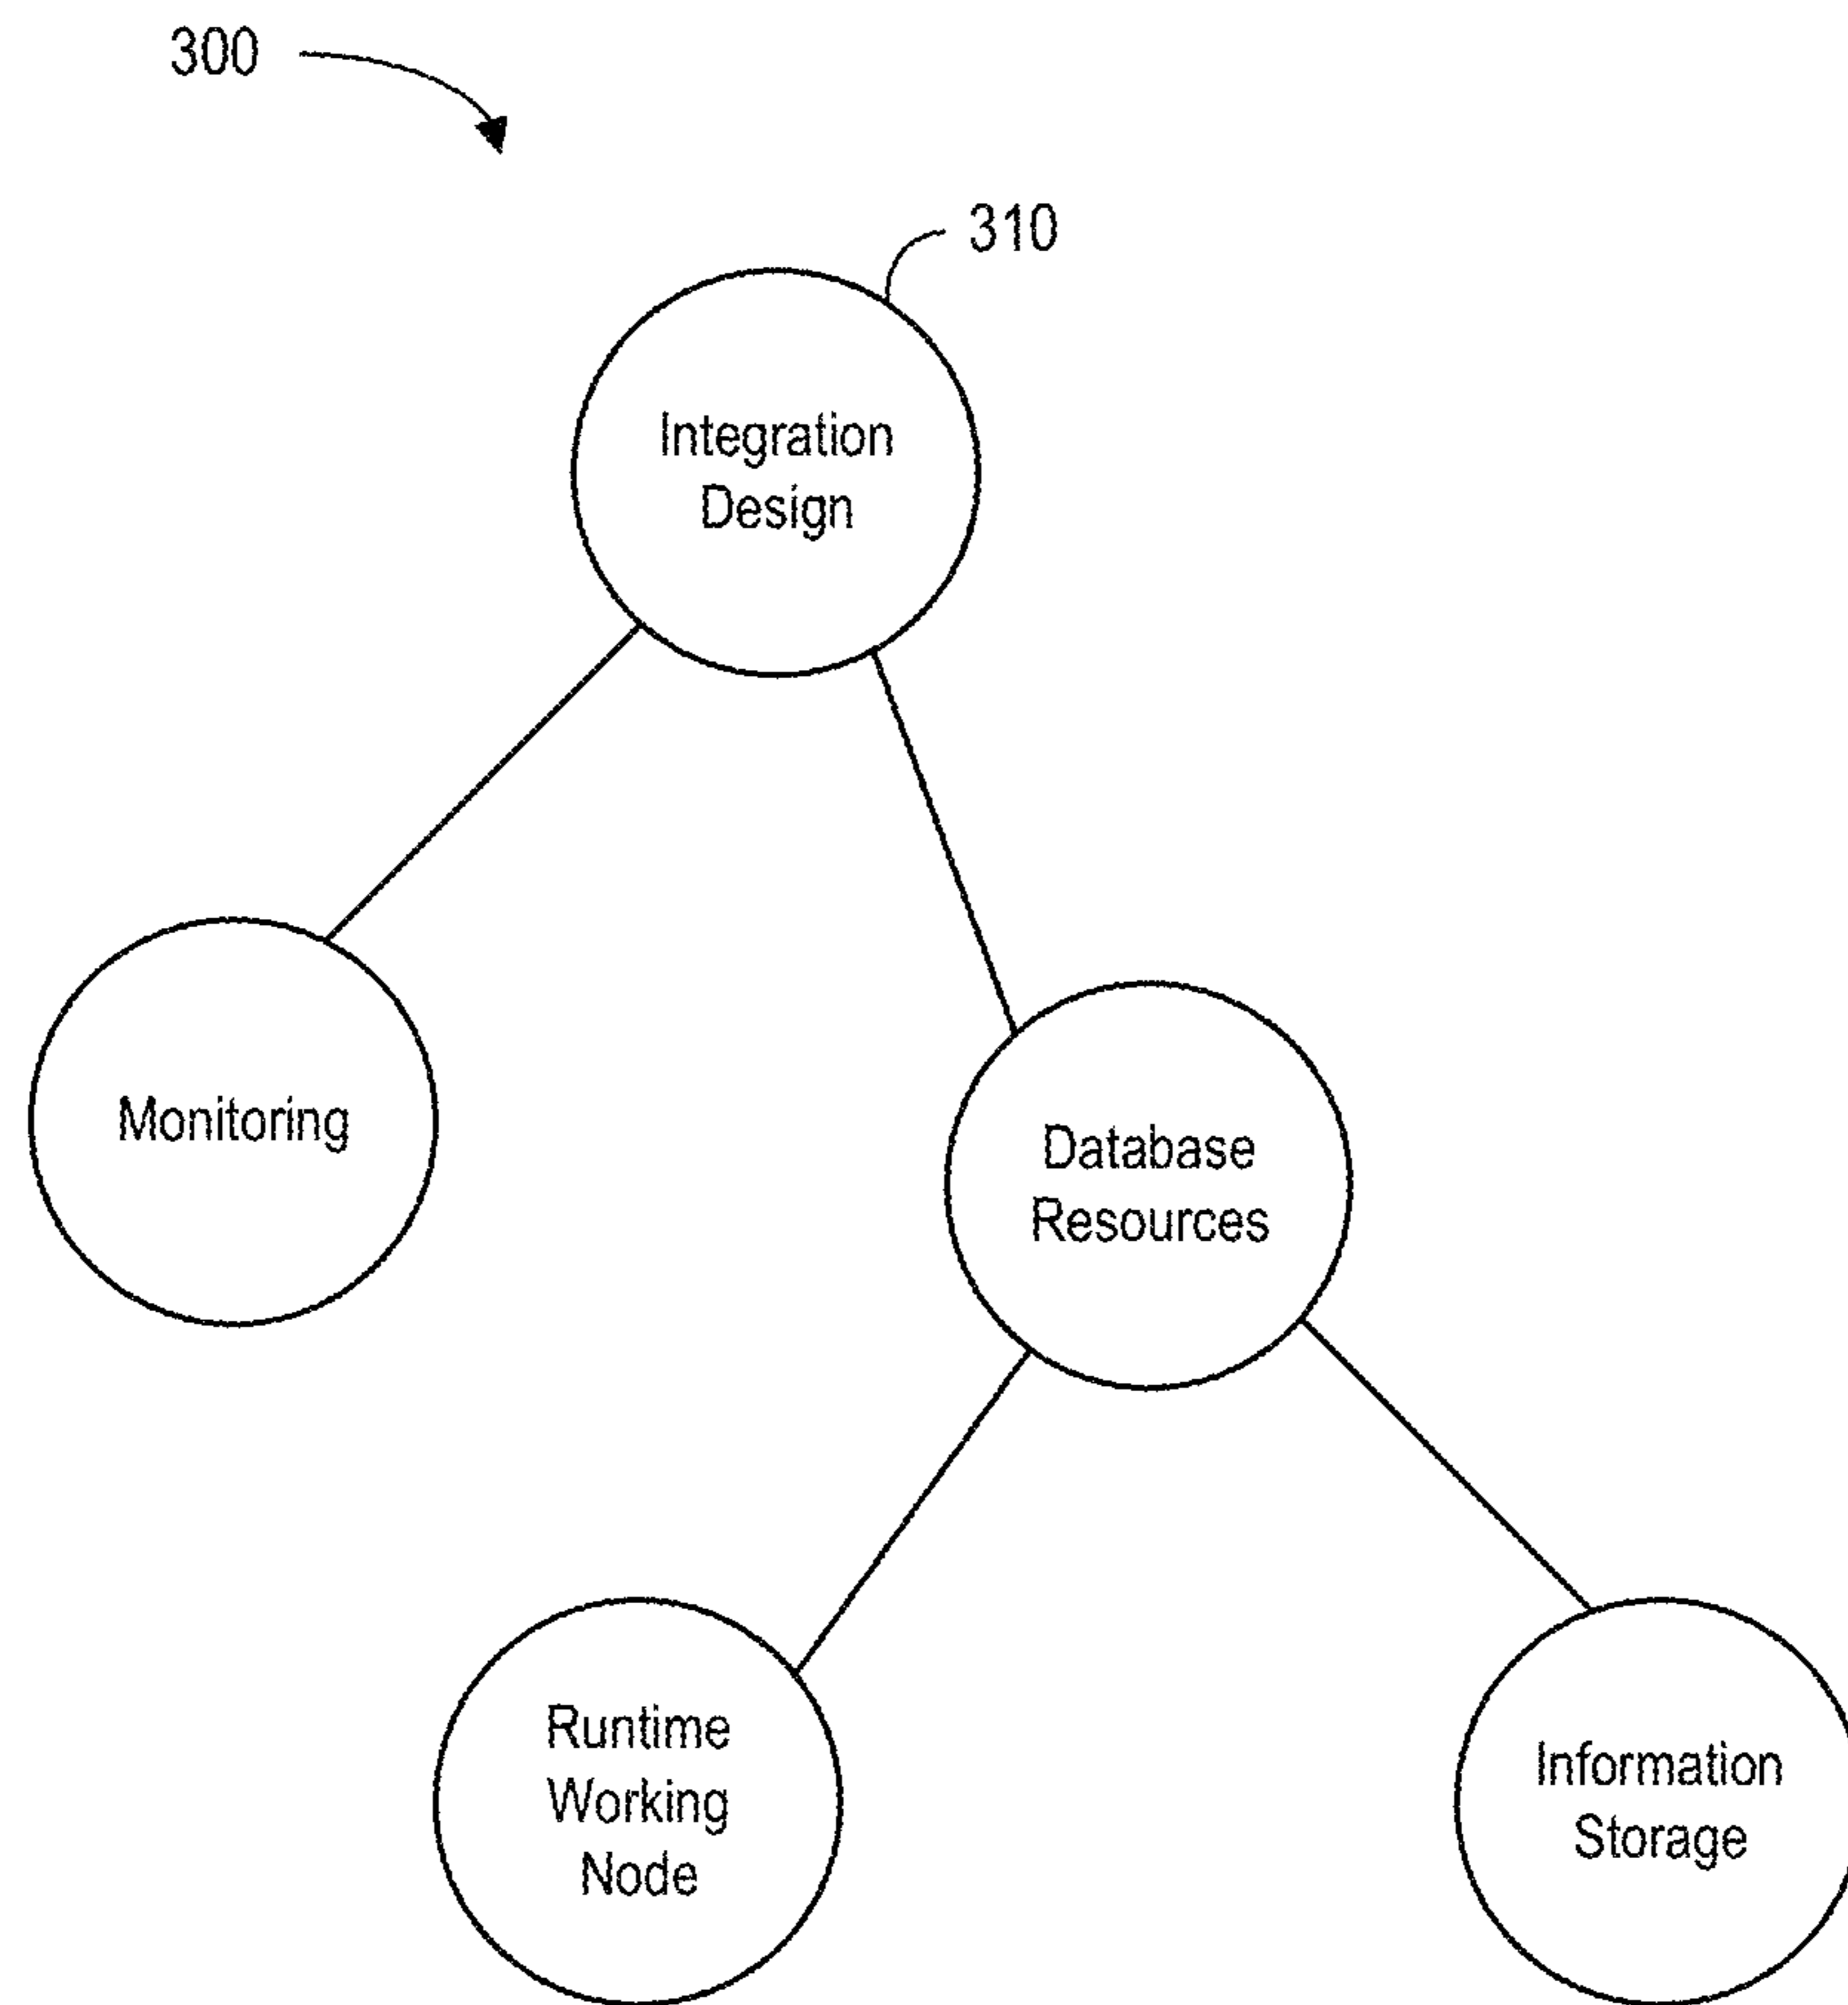 300
310
Integration
Design
Monitoring
Database
Resources
Runtime
Working
Node
Information
Storage